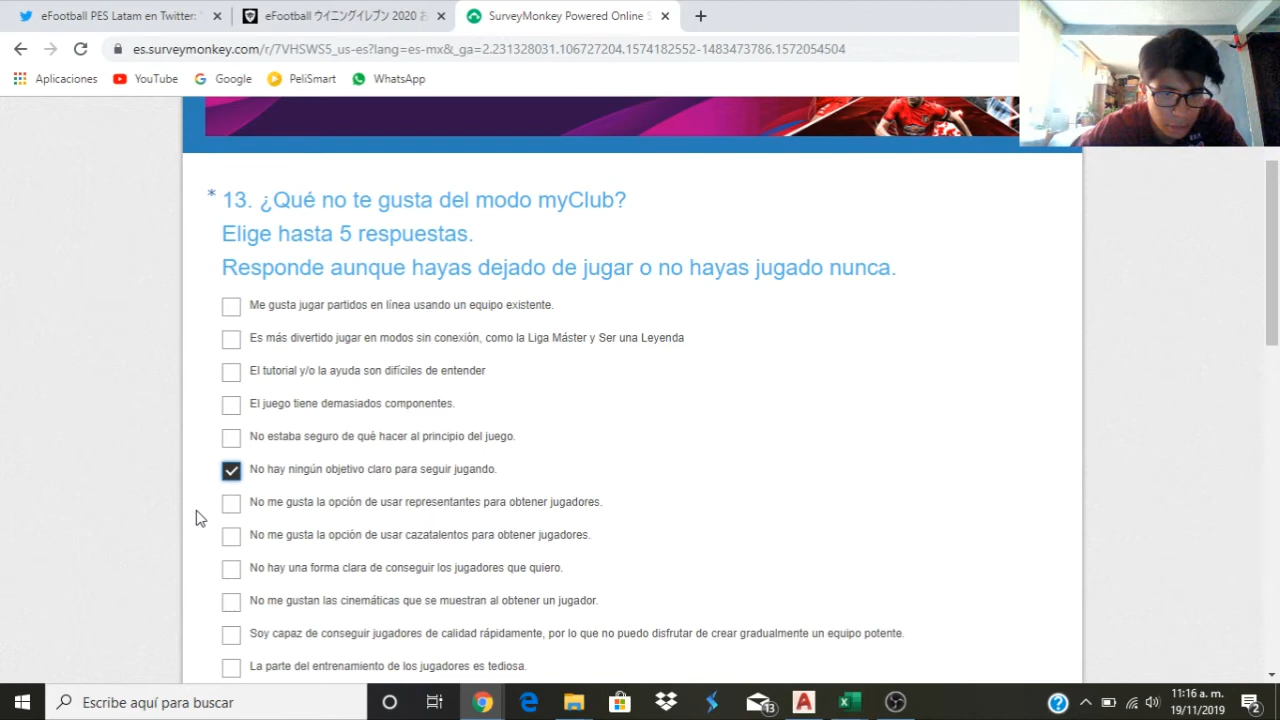 eFootball PES Latam en Twitter: "
eFootball ウイニングイレブン 2020 お
SurveyMonkey Powered Online S
es.surveymonkey.com/r/7VHSWS5_us-es?lang=es-mx&_ga=2.231328031.106727204.1574182552-1483473786.1572054504
Aplicaciones
YouTube
Google
PeliSmart
WhatsApp
* 13. ¿Qué no te gusta del modo myClub?
Elige hasta 5 respuestas.
Responde aunque hayas dejado de jugar o no hayas jugado nunca.
Me gusta jugar partidos en línea usando un equipo existente.
Es más divertido jugar en modos sin conexión, como la Liga Máster y Ser una Leyenda
El tutorial y/o la ayuda son difíciles de entender
El juego tiene demasiados componentes.
No estaba seguro de qué hacer al principio del juego.
No hay ningún objetivo claro para seguir jugando.
No me gusta la opción de usar representantes para obtener jugadores.
No me gusta la opción de usar cazatalentos para obtener jugadores.
No hay una forma clara de conseguir los jugadores que quiero.
No me gustan las cinemáticas que se muestran al obtener un jugador.
Soy capaz de conseguir jugadores de calidad rápidamente, por lo que no puedo disfrutar de crear gradualmente un equipo potente.
La parte del entrenamiento de los jugadores es tediosa.
Escribe aquí para buscar
13
11:16 a. m.
19/11/2019
2